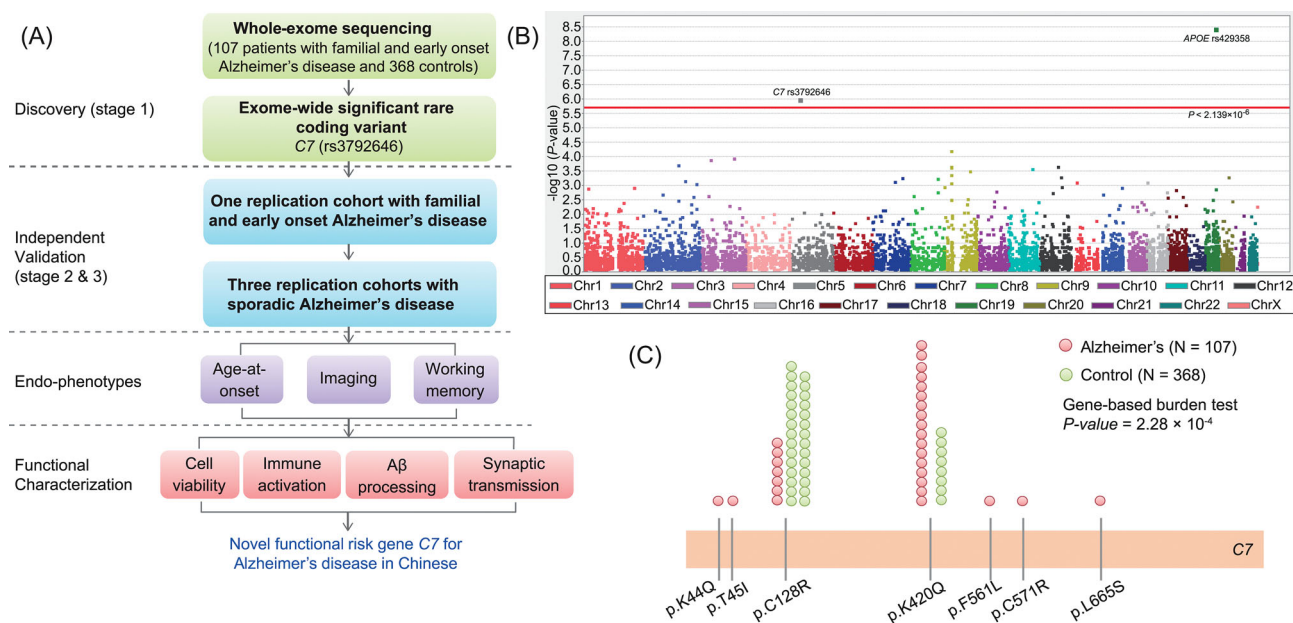 (A)
Whole-exome sequencing
(107 patients with familial and early onset
Alzheimer's disease and 368 controls)
Discovery (stage 1)
Exome-wide significant rare
coding variant
C7 (rs3792646)
Independent
Validation
(stage 2 & 3)
One replication cohort with familial
and early onset Alzheimer's disease
Three replication cohorts with
sporadic Alzheimer's disease
Endo-phenotypes
Age-at-
onset
Imaging
Working
memory
Functional
Characterization
Cell
viability
Immune
activation
Aβ
processing
Synaptic
transmission
Novel functional risk gene C7 for
Alzheimer's disease in Chinese
(B)
-log10 (P-value)
8.5
8.0
7.5
7.0
6.5
6.0
5.5
5.0
4.5
4.0
3.5
3.0
2.5
2.0
1.5
1.0
0.5
0.0
APOE rs429358
C7 rs3792646
P < 2.139×10-6
Chr1 Chr2 Chr3 Chr4 Chr5 Chr6 Chr7 Chr8 Chr9 Chr10 Chr11 Chr12
Chr13 Chr14 Chr15 Chr16 Chr17 Chr18 Chr19 Chr20 Chr21 Chr22 ChrX
(C)
Alzheimer's (N = 107)
Control (N = 368)
Gene-based burden test
P-value = 2.28 × 10-4
C7
p.K44Q
p.T45I
p.C128R
p.K420Q
p.F561L
p.C571R
p.L665S